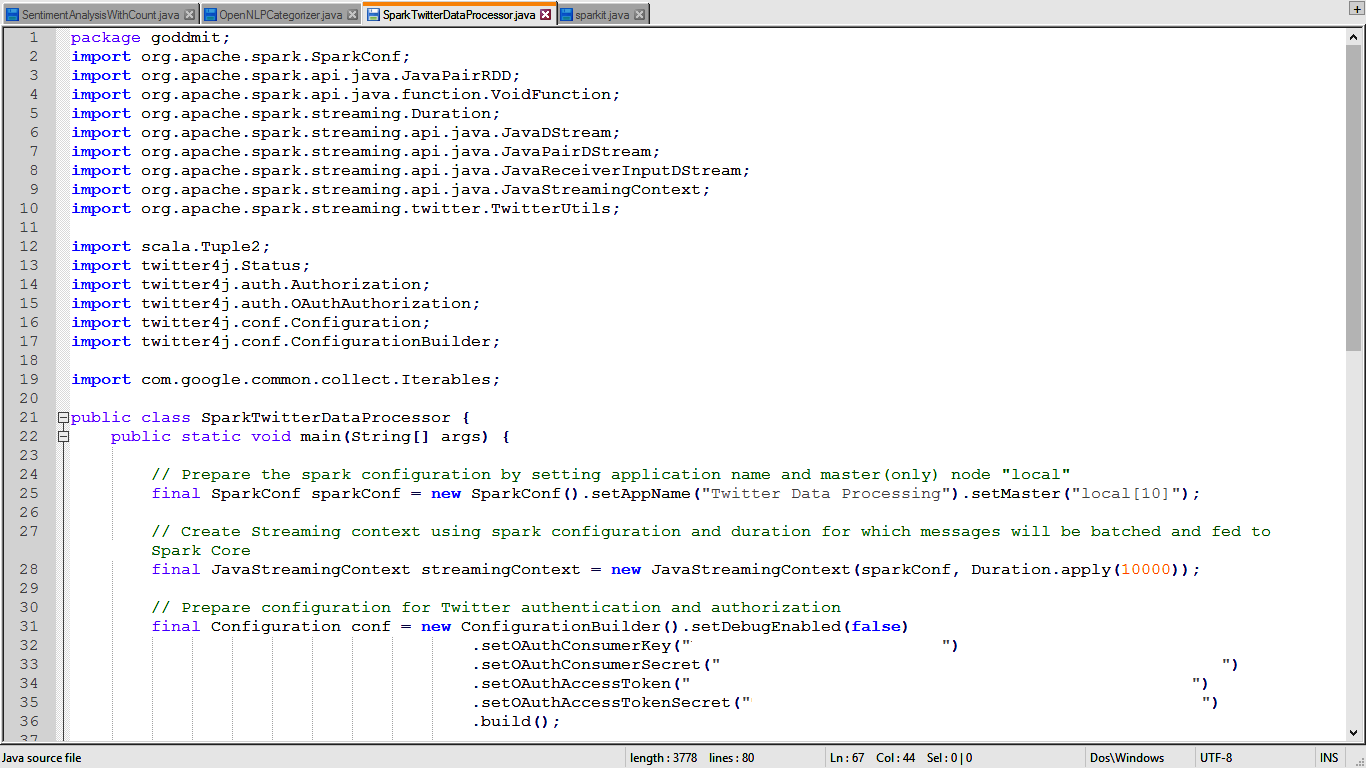 SentimentAnalysisWithCount.java OpenNLPCategorizer.java SparkTwitterDataProcessor.java sparkit.java
1 package goddmit;
2 import org.apache.spark.SparkConf;
3 import org.apache.spark.api.java.JavaPairRDD;
4 import org.apache.spark.api.java.function.VoidFunction;
5 import org.apache.spark.streaming.Duration;
6 import org.apache.spark.streaming.api.java.JavaDStream;
7 import org.apache.spark.streaming.api.java.JavaPairDStream;
8 import org.apache.spark.streaming.api.java.JavaReceiverInputDStream;
9 import org.apache.spark.streaming.api.java.JavaStreamingContext;
10 import org.apache.spark.streaming.twitter.TwitterUtils;
11
12 import scala.Tuple2;
13 import twitter4j.Status;
14 import twitter4j.auth.Authorization;
15 import twitter4j.auth.OAuthAuthorization;
16 import twitter4j.conf.Configuration;
17 import twitter4j.conf.ConfigurationBuilder;
18
19 import com.google.common.collect.Iterables;
20
21 public class SparkTwitterDataProcessor {
22 public static void main(String[] args) {
23
24 // Prepare the spark configuration by setting application name and master(only) node "local"
25 final SparkConf sparkConf = new SparkConf().setAppName("Twitter Data Processing").setMaster("local[10]");
26
27 // Create Streaming context using spark configuration and duration for which messages will be batched and fed to
Spark Core
28 final JavaStreamingContext streamingContext = new JavaStreamingContext(sparkConf, Duration.apply(10000));
29
30 // Prepare configuration for Twitter authentication and authorization
31 final Configuration conf = new ConfigurationBuilder().setDebugEnabled(false)
32 .setOAuthConsumerKey(" ")
33 .setOAuthConsumerSecret(" ")
34 .setOAuthAccessToken(" ")
35 .setOAuthAccessTokenSecret(" ")
36 .build();
37
Java source file length : 3778 lines : 80 Ln : 67 Col : 44 Sel : 0 | 0 Dos\Windows UTF-8 INS